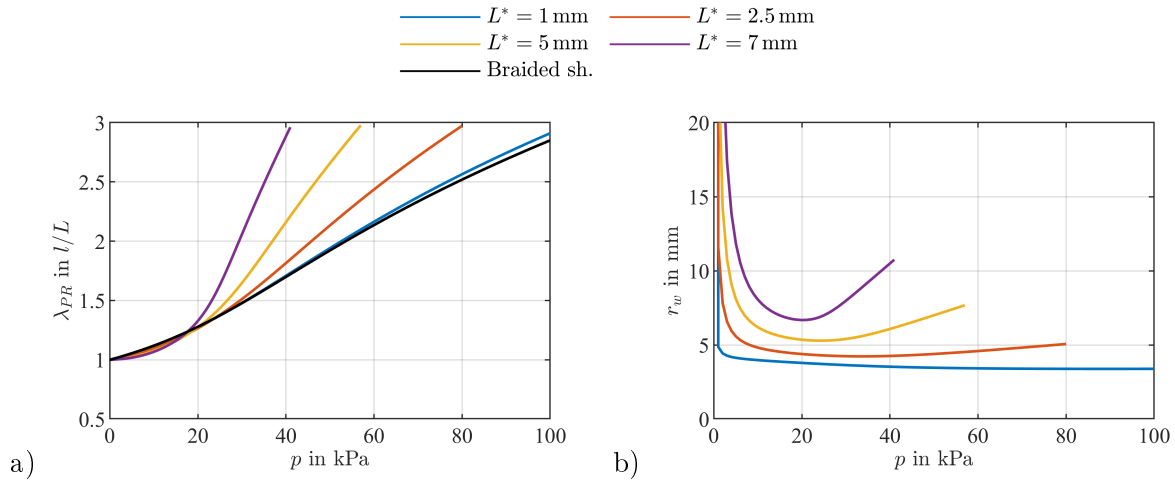 L* = 1 mm
L* = 2.5 mm
L* = 5 mm
L* = 7 mm
Braided sh.
3
2.5
2
1.5
1
0.5
0
20
40
60
80
100
λ_PR in l/L
p in kPa
a)
20
15
10
5
0
0
20
40
60
80
100
r_w in mm
p in kPa
b)